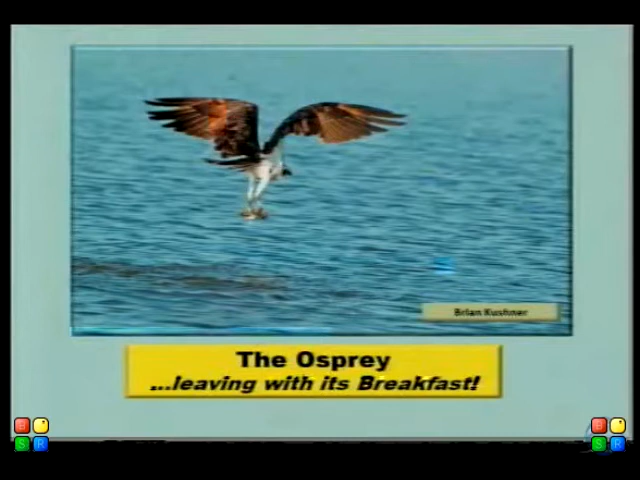 Brian Kushner
The Osprey
...leaving with its Breakfast!
B
S R
B
S R